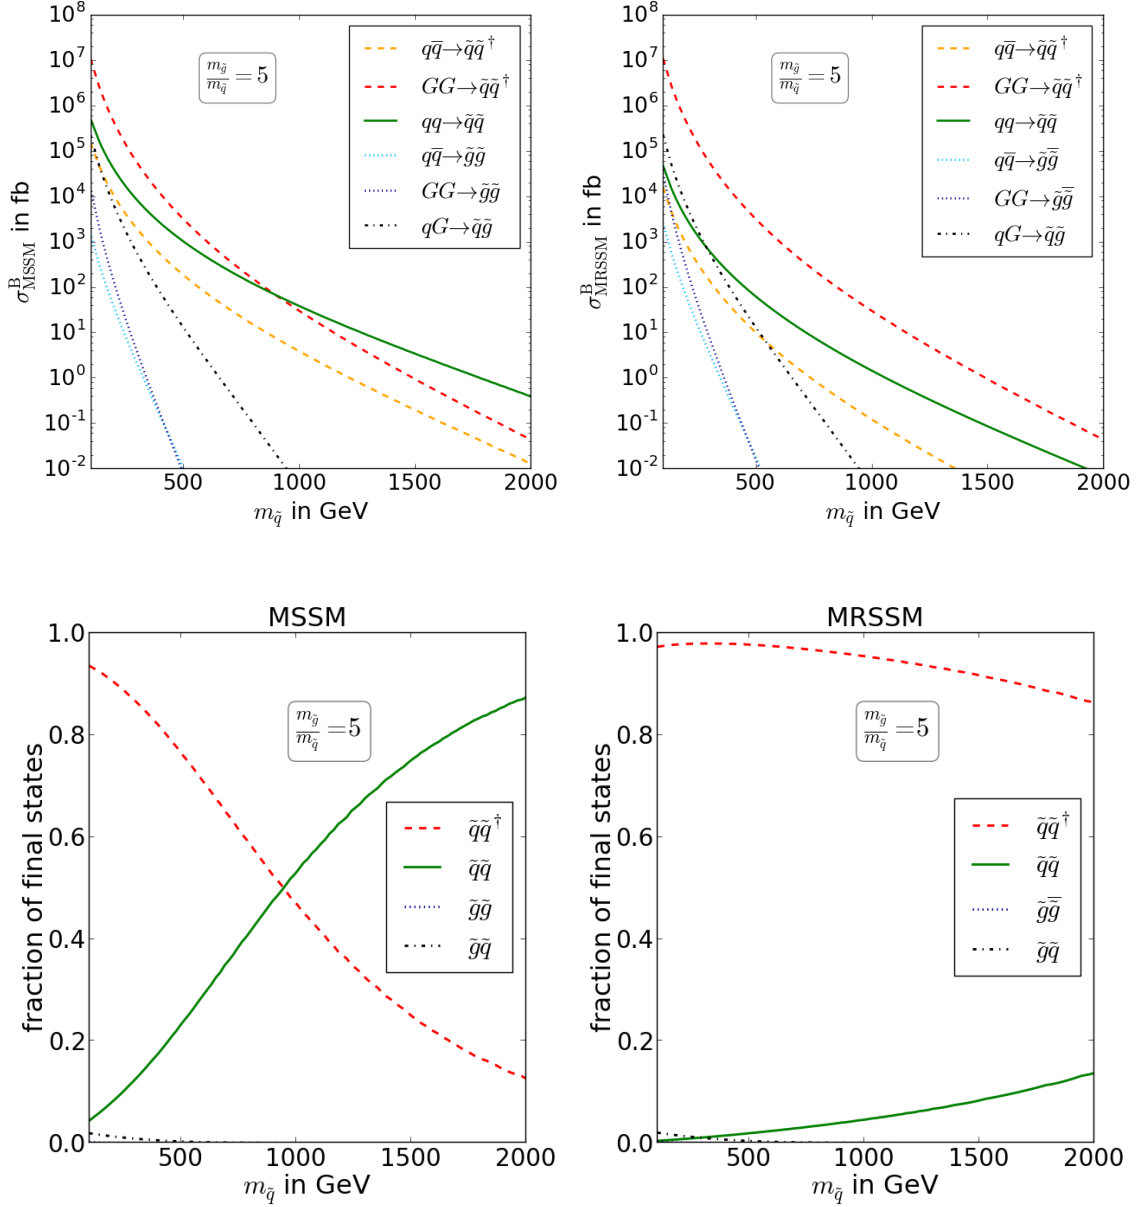 10^8
10^7
10^6
10^5
10^4
10^3
10^2
10^1
10^0
10^{-1}
10^{-2}
σ^B_MSSM in fb
m_g̃/m_q̃ = 5
qq̅→q̃q̃†
GG→q̃q̃†
qq→q̃q̃
qq̅→g̃g̃
GG→g̃g̃
qG→q̃g̃
500 1000 1500 2000
m_q̃ in GeV
10^8
10^7
10^6
10^5
10^4
10^3
10^2
10^1
10^0
10^{-1}
10^{-2}
σ^B_MRSSM in fb
m_g̃/m_q̃ = 5
qq̅→q̃q̃†
GG→q̃q̃†
qq→q̃q̃
qq̅→g̃g̃̅
GG→g̃g̃̅
qG→q̃g̃
500 1000 1500 2000
m_q̃ in GeV
MSSM
1.0
0.8
0.6
0.4
0.2
0.0
fraction of final states
m_g̃/m_q̃ = 5
q̃q̃†
q̃q̃
g̃g̃
g̃q̃
500 1000 1500 2000
m_q̃ in GeV
MRSSM
1.0
0.8
0.6
0.4
0.2
0.0
fraction of final states
m_g̃/m_q̃ = 5
q̃q̃†
q̃q̃
g̃g̃̅
g̃q̃
500 1000 1500 2000
m_q̃ in GeV